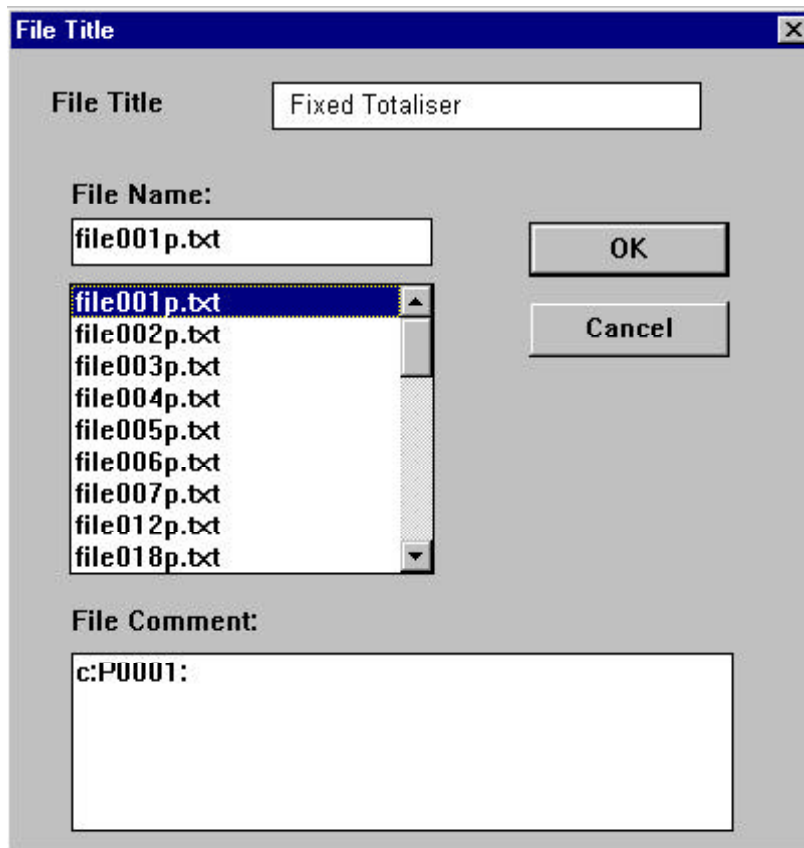 File Title
File Title Fixed Totaliser
File Name:
file001p.txt
OK
file001p.txt
file002p.txt
file003p.txt
file004p.txt
file005p.txt
file006p.txt
file007p.txt
file012p.txt
file018p.txt
Cancel
File Comment:
c:P0001: